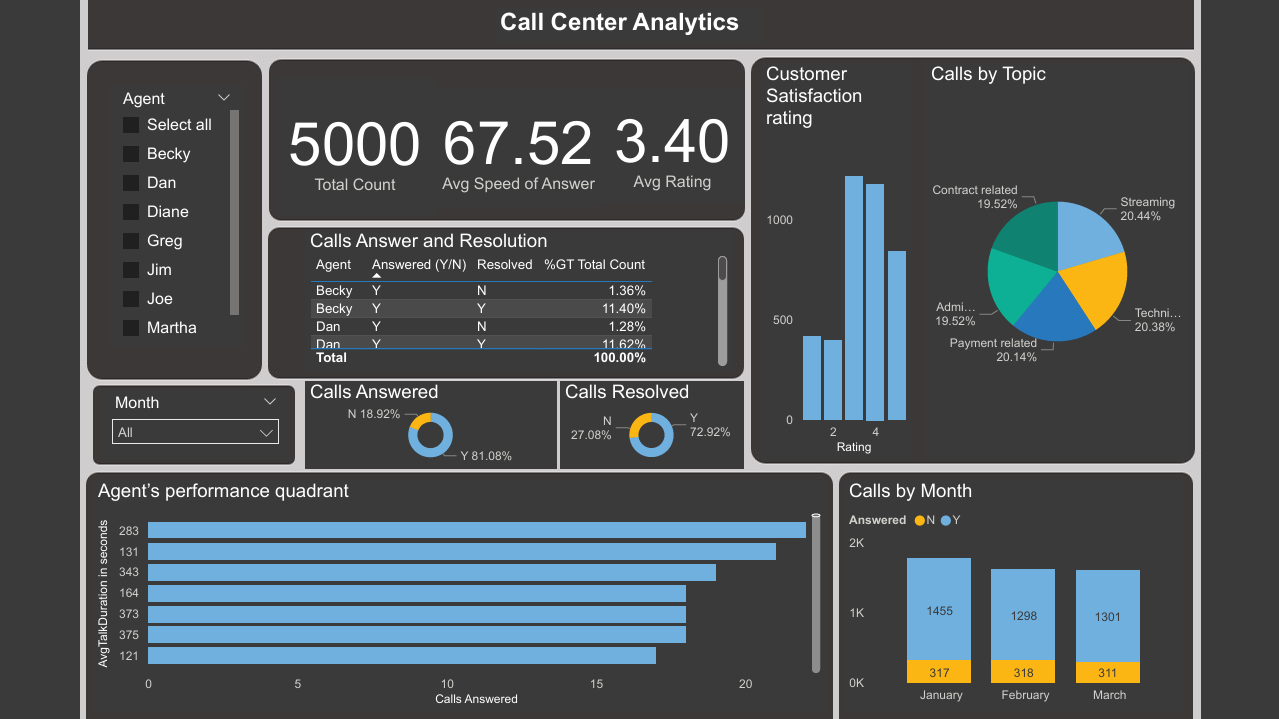 Call Center Analytics
Agent
Select all
Becky
Dan
Diane
Greg
Jim
Joe
Martha
Month
All
5000
Total Count
67.52
Avg Speed of Answer
3.40
Avg Rating
Calls Answer and Resolution
Agent Answered (Y/N) Resolved %GT Total Count
Becky Y N 1.36%
Becky Y Y 11.40%
Dan Y N 1.28%
Dan Y Y 11.62%
Total 100.00%
Calls Answered
N 18.92%
Y 81.08%
Calls Resolved
N
27.08%
Y
72.92%
Customer
Satisfaction
rating
1000
500
0
2 4
Rating
Calls by Topic
Contract related
19.52%
Streaming
20.44%
Admi...
19.52%
Techni...
20.38%
Payment related
20.14%
Agent's performance quadrant
AvgTalkDuration in seconds
283
131
343
164
373
375
121
0 5 10 15 20
Calls Answered
Calls by Month
Answered N Y
2K
1K
0K
1455 1298 1301
317 318 311
January February March